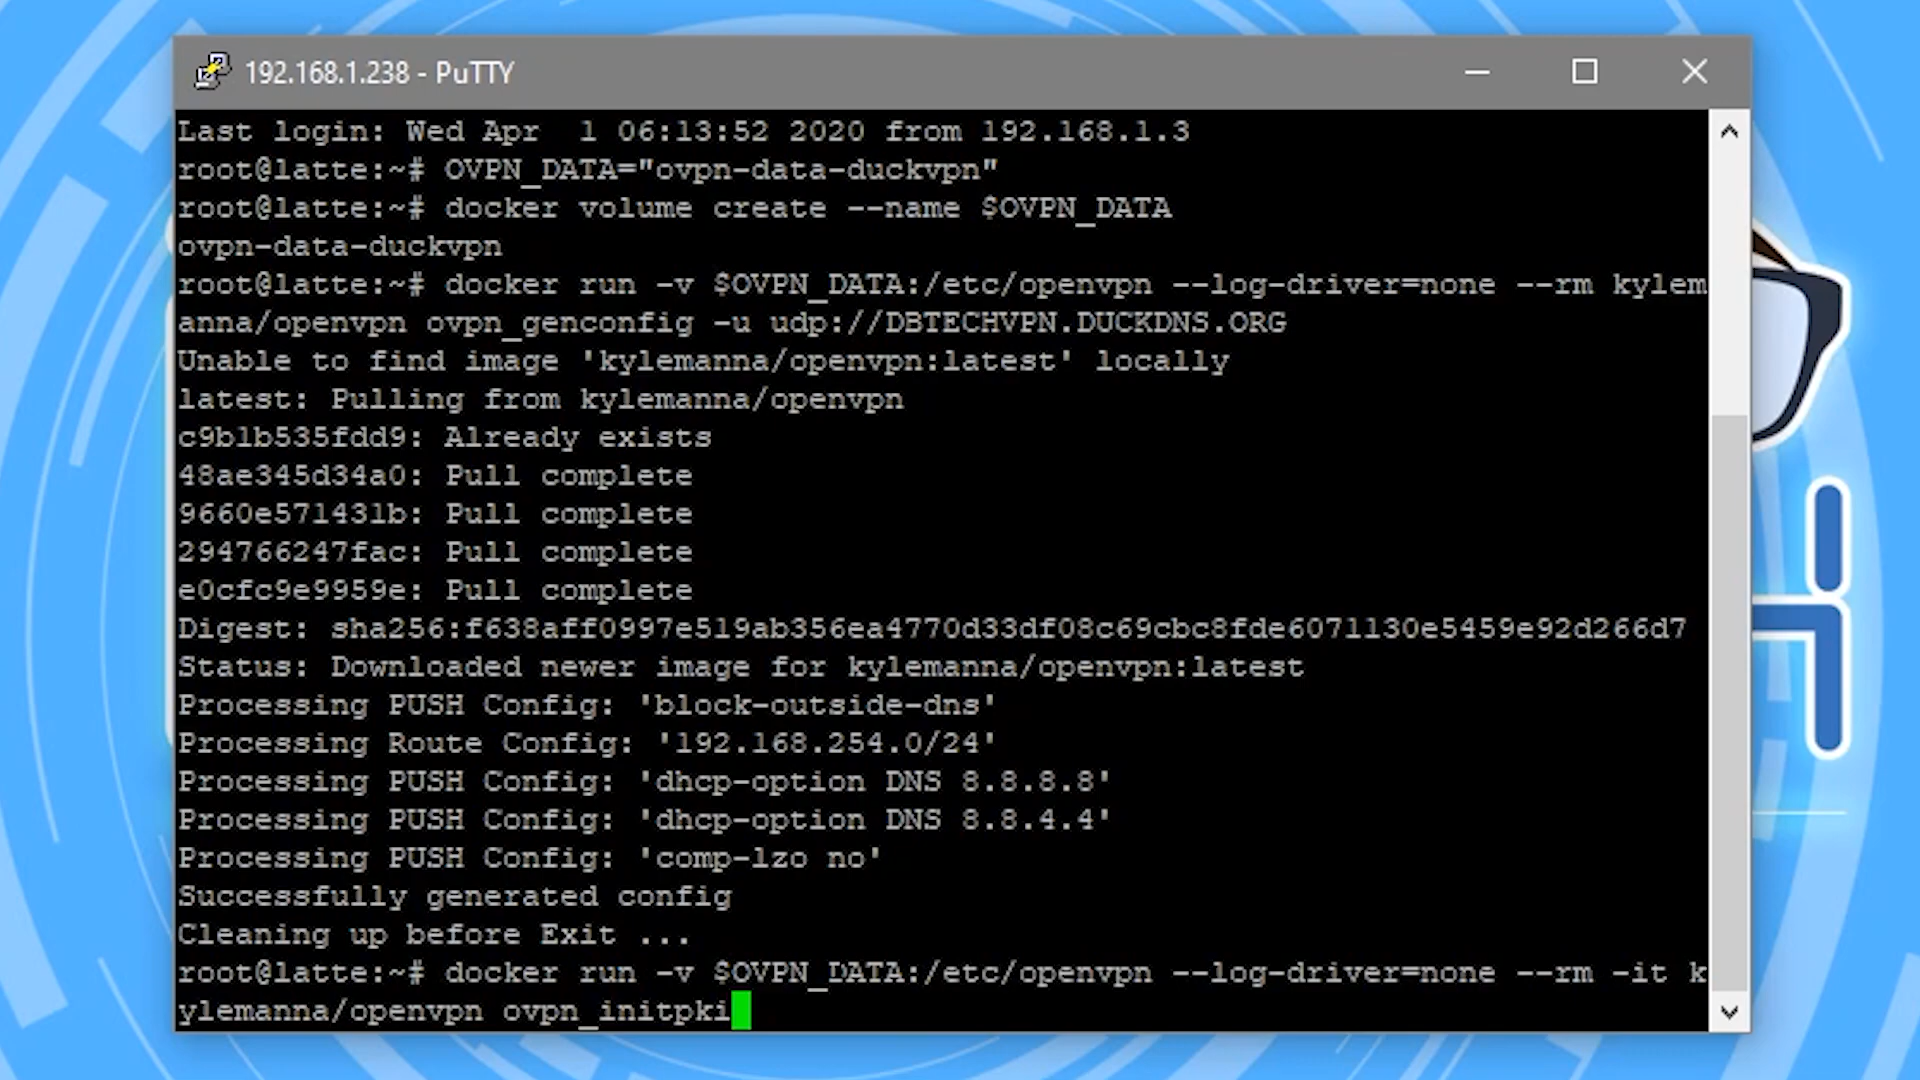 192.168.1.238 - PuTTY
Last login: Wed Apr  1 06:13:52 2020 from 192.168.1.3
root@latte:~# OVPN_DATA="ovpn-data-duckvpn"
root@latte:~# docker volume create --name $OVPN_DATA
ovpn-data-duckvpn
root@latte:~# docker run -v $OVPN_DATA:/etc/openvpn --log-driver=none --rm kylem
anna/openvpn ovpn_genconfig -u udp://DBTECHVPN.DUCKDNS.ORG
Unable to find image 'kylemanna/openvpn:latest' locally
latest: Pulling from kylemanna/openvpn
c9b1b535fdd9: Already exists
48ae345d34a0: Pull complete
9660e571431b: Pull complete
294766247fac: Pull complete
e0cfc9e9959e: Pull complete
Digest: sha256:f638aff0997e519ab356ea4770d33df08c69cbc8fde6071130e5459e92d266d7
Status: Downloaded newer image for kylemanna/openvpn:latest
Processing PUSH Config: 'block-outside-dns'
Processing Route Config: '192.168.254.0/24'
Processing PUSH Config: 'dhcp-option DNS 8.8.8.8'
Processing PUSH Config: 'dhcp-option DNS 8.8.4.4'
Processing PUSH Config: 'comp-lzo no'
Successfully generated config
Cleaning up before Exit ...
root@latte:~# docker run -v $OVPN_DATA:/etc/openvpn --log-driver=none --rm -it k
ylemanna/openvpn ovpn_initpki